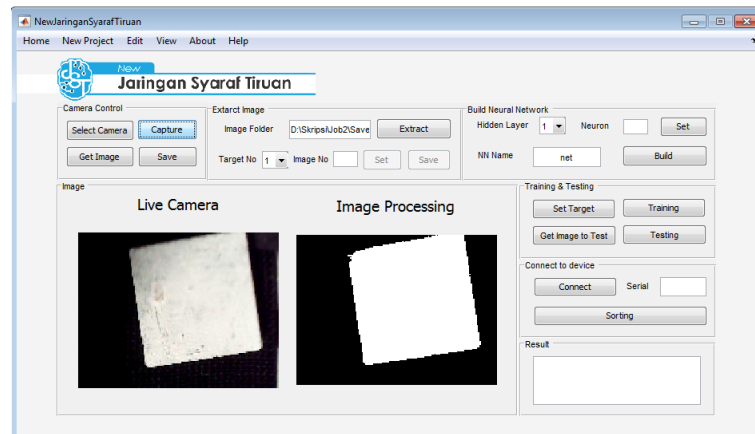 NewJaringanSyarafTiruan
Home New Project Edit View About Help
New
Jaringan Syaraf Tiruan
Camera Control
Select Camera Capture
Get Image Save
Extarct Image
Image Folder D:\Skripsi\Job2\Save Extract
Target No 1 Image No Set Save
Build Neural Network
Hidden Layer 1 Neuron Set
NN Name net Build
Image
Live Camera Image Processing
Training & Testing
Set Target Training
Get Image to Test Testing
Connect to device
Connect Serial
Sorting
Result